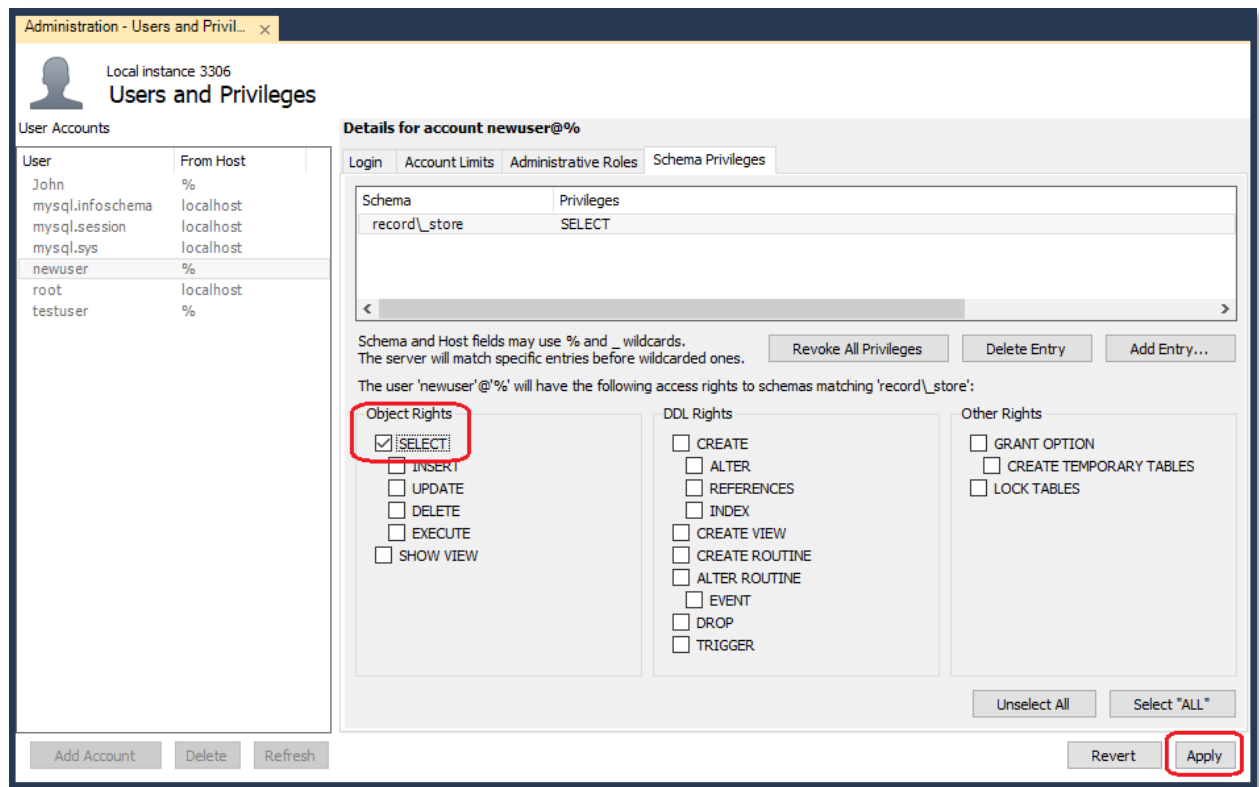 Administration - Users and Privil...
Local instance 3306
Users and Privileges
User Accounts
User From Host
John %
mysql.infoschema localhost
mysql.session localhost
mysql.sys localhost
newuser %
root localhost
testuser %
Add Account Delete Refresh
Details for account newuser@%
Login Account Limits Administrative Roles Schema Privileges
Schema Privileges
record\_store SELECT
Schema and Host fields may use % and _ wildcards.
The server will match specific entries before wildcarded ones.
Revoke All Privileges Delete Entry Add Entry...
The user 'newuser'@'%' will have the following access rights to schemas matching 'record\_store':
Object Rights
SELECT
INSERT
UPDATE
DELETE
EXECUTE
SHOW VIEW
DDL Rights
CREATE
ALTER
REFERENCES
INDEX
CREATE VIEW
CREATE ROUTINE
ALTER ROUTINE
EVENT
DROP
TRIGGER
Other Rights
GRANT OPTION
CREATE TEMPORARY TABLES
LOCK TABLES
Unselect All Select "ALL"
Revert Apply